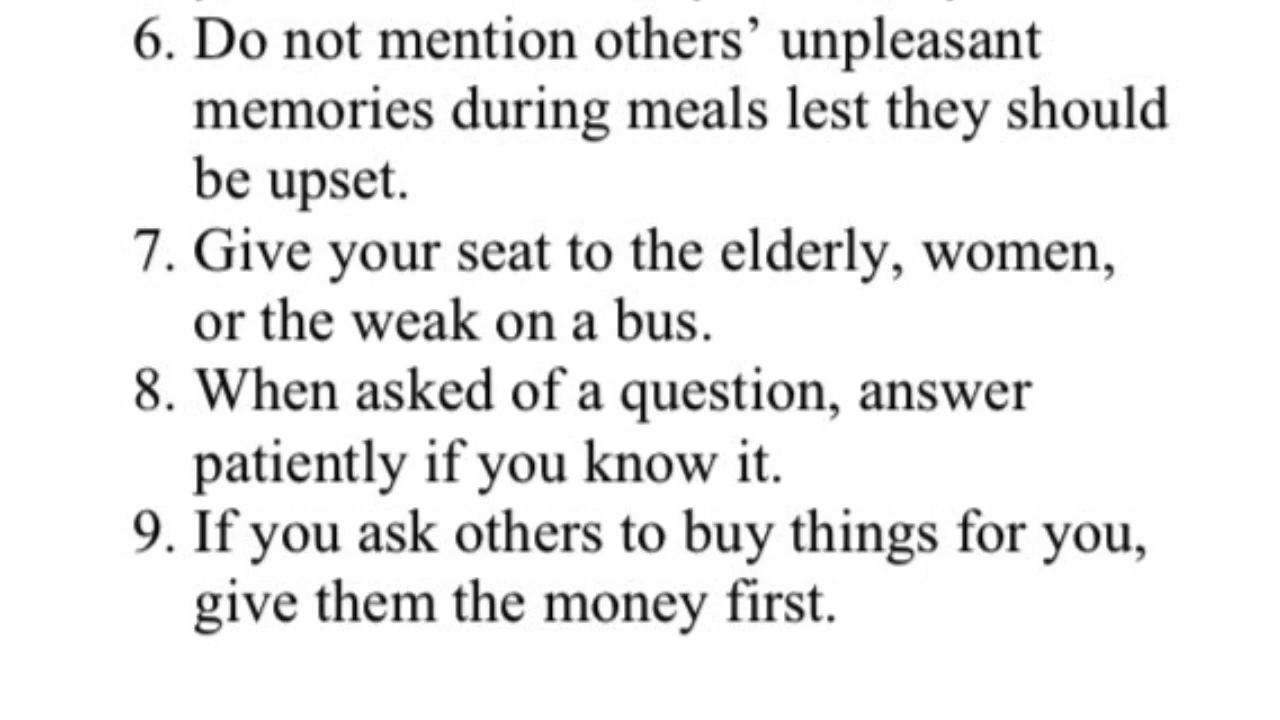 6. Do not mention others’ unpleasant
memories during meals lest they should
be upset.
7. Give your seat to the elderly, women,
or the weak on a bus.
8. When asked of a question, answer
patiently if you know it.
9. If you ask others to buy things for you,
give them the money first.